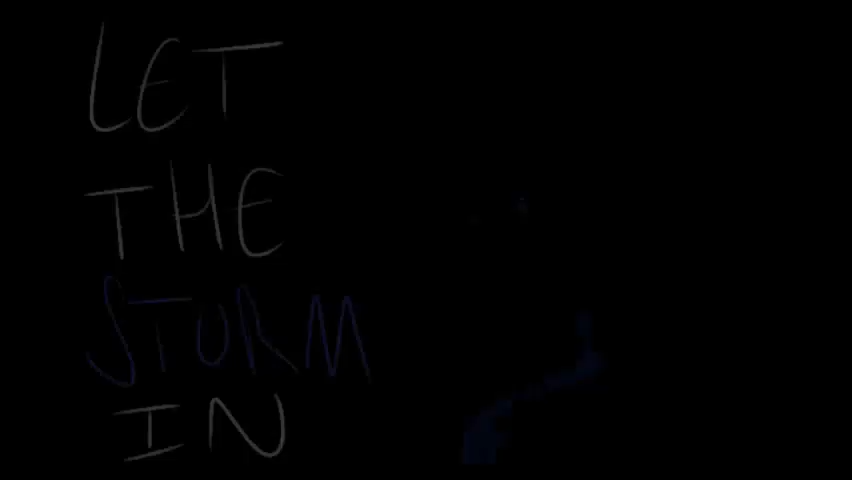 LET
THE
STORM
IN